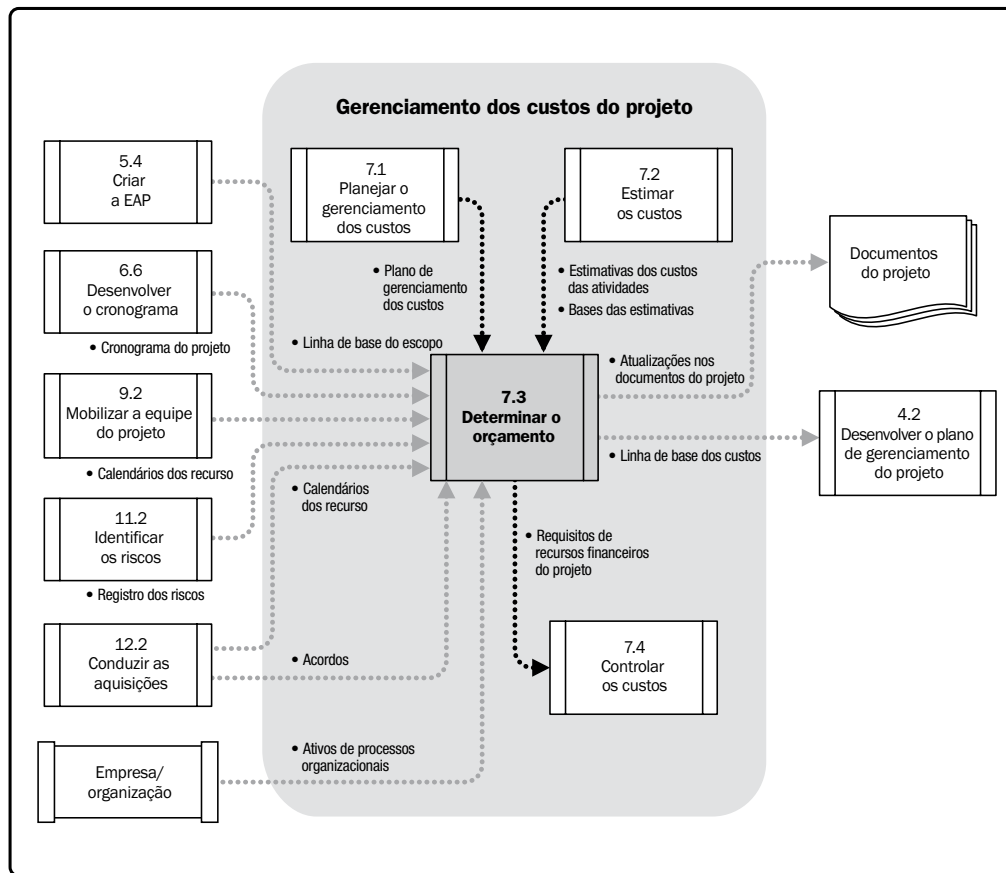 Gerenciamento dos custos do projeto
5.4
Criar
a EAP
7.1
Planejar o
gerenciamento
dos custos
7.2
Estimar
os custos
Documentos
do projeto
6.6
Desenvolver
o cronograma
• Cronograma do projeto
• Plano de
gerenciamento
dos custos
• Estimativas dos custos
das atividades
• Bases das estimativas
• Linha de base do escopo
• Atualizações nos
documentos do projeto
9.2
Mobilizar a equipe
do projeto
• Calendários dos recurso
7.3
Determinar o
orçamento
• Linha de base dos custos
4.2
Desenvolver o plano
de gerenciamento
do projeto
11.2
Identificar
os riscos
• Registro dos riscos
• Calendários
dos recurso
• Requisitos de
recursos financeiros
do projeto
12.2
Conduzir as
aquisições
• Acordos
7.4
Controlar
os custos
Empresa/
organização
• Ativos de processos
organizacionais